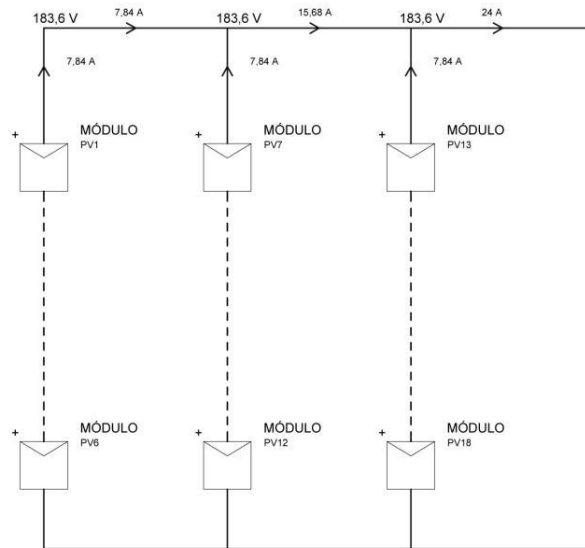 7,84 A 15,68 A 24 A
183,6 V 183,6 V 183,6 V
7,84 A 7,84 A 7,84 A
+ MÓDULO + MÓDULO + MÓDULO
PV1 PV7 PV13
+ MÓDULO + MÓDULO + MÓDULO
PV6 PV12 PV18